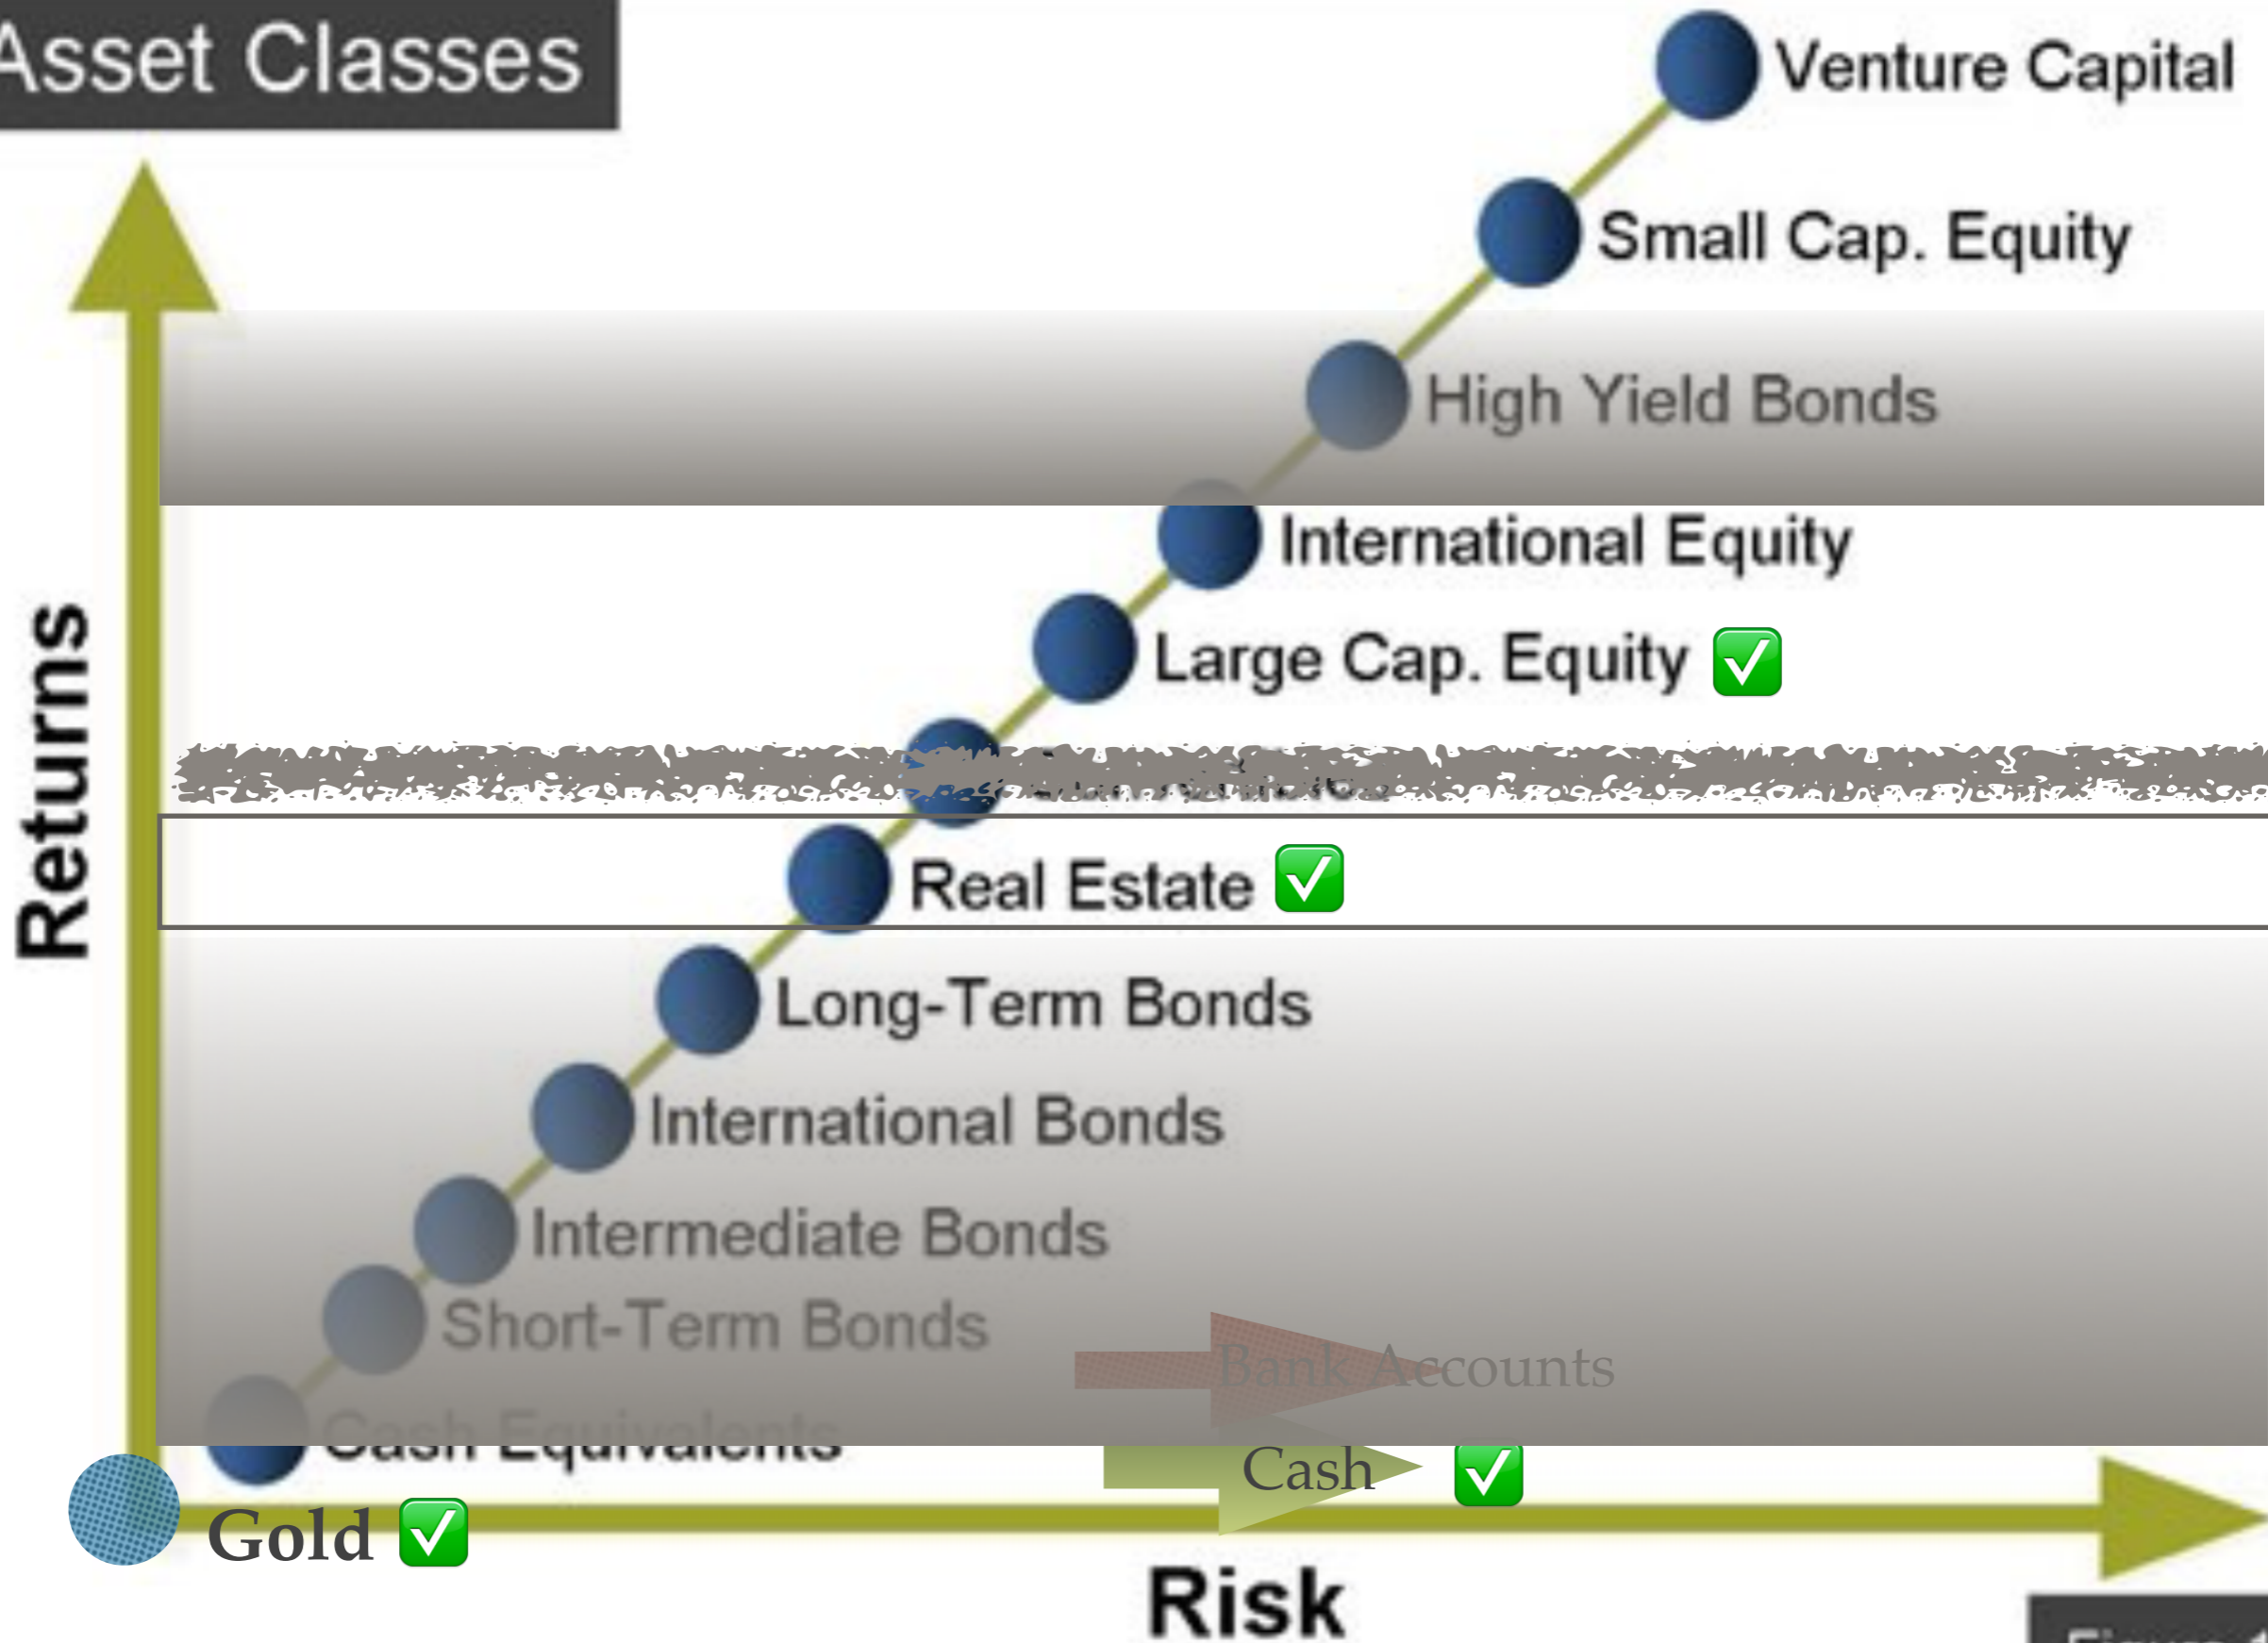 Asset Classes
Venture Capital
Small Cap. Equity
High Yield Bonds
International Equity
Large Cap. Equity ✅
Real Estate ✅
Long-Term Bonds
International Bonds
Intermediate Bonds
Short-Term Bonds
Bank Accounts
Cash Equivalents
Cash ✅
Gold ✅
Returns
Risk